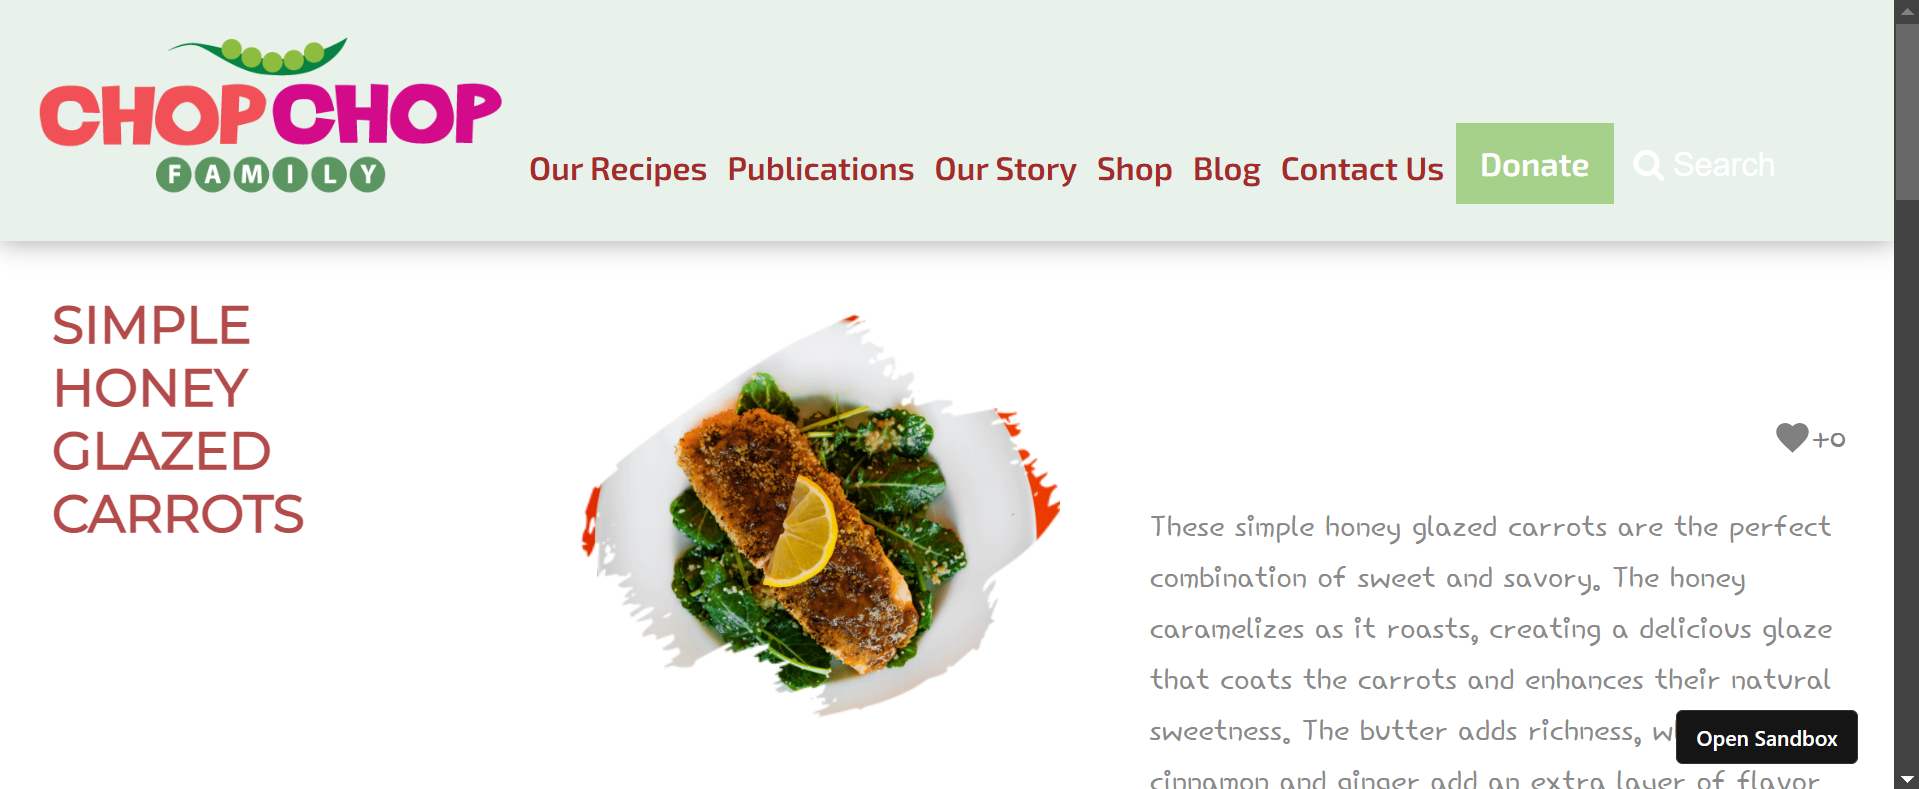 CHOPCHOP
FAMILY
Our Recipes Publications Our Story Shop Blog Contact Us Donate Search
SIMPLE
HONEY
GLAZED
CARROTS
+0
These simple honey glazed carrots are the perfect
combination of sweet and savory. The honey
caramelizes as it roasts, creating a delicious glaze
that coats the carrots and enhances their natural
sweetness. The butter adds richness, w
Open Sandbox
cinnamon and ginger add an extra layer of flavor